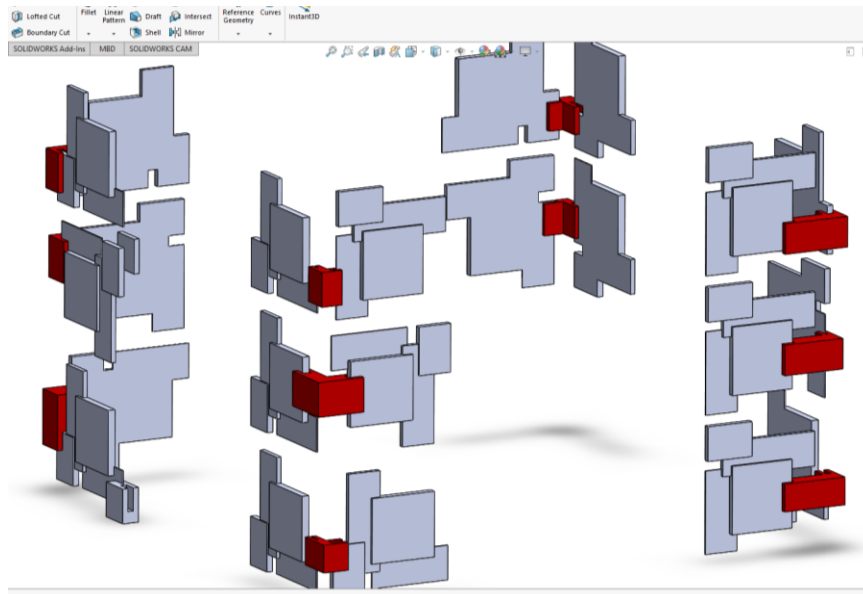 Lofted Cut
Boundary Cut
Fillet
Linear
Pattern
Draft
Shell
Intersect
Mirror
Reference
Geometry
Curves
Instant3D
SOLIDWORKS Add-Ins
MBD
SOLIDWORKS CAM